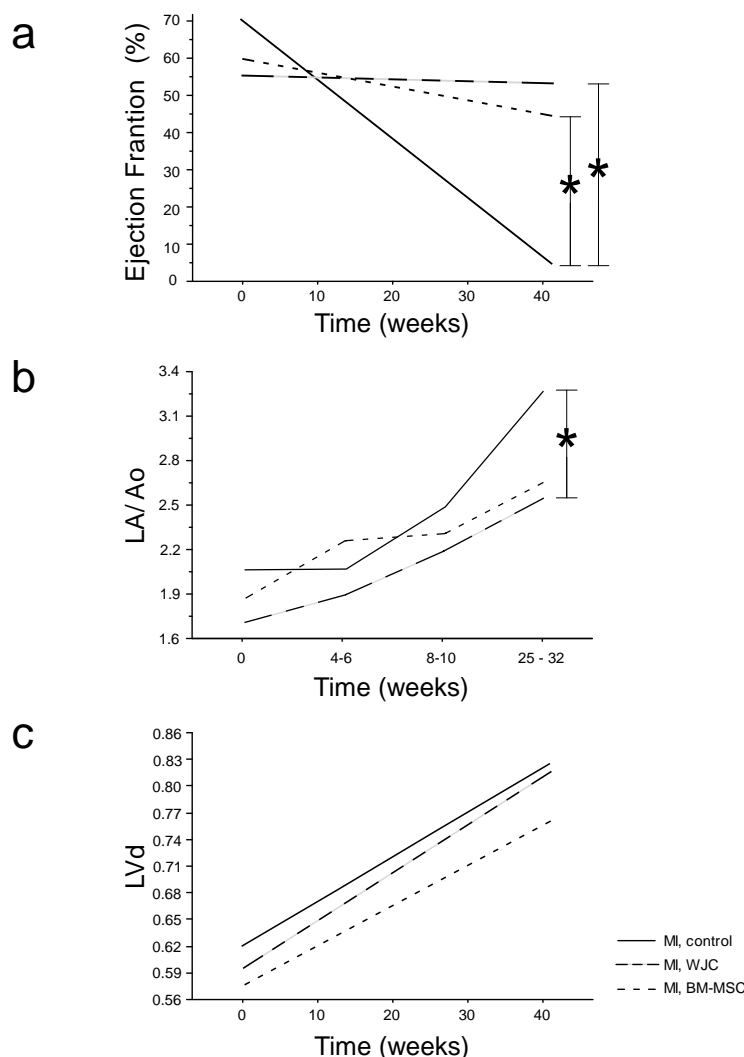 a
Ejection Frantion (%)
70
60
50
40
30
20
10
0
0 10 20 30 40
Time (weeks)
*
*
b
LA/Ao
3.4
3.1
2.8
2.5
2.2
1.9
1.6
0 4-6 8-10 25 - 32
Time (weeks)
*
c
LVd
0.86
0.83
0.80
0.77
0.71
0.68
0.65
0.62
0.59
0.56
0 10 20 30 40
Time (weeks)
MI, control
MI, WJC
MI, BM-MSC